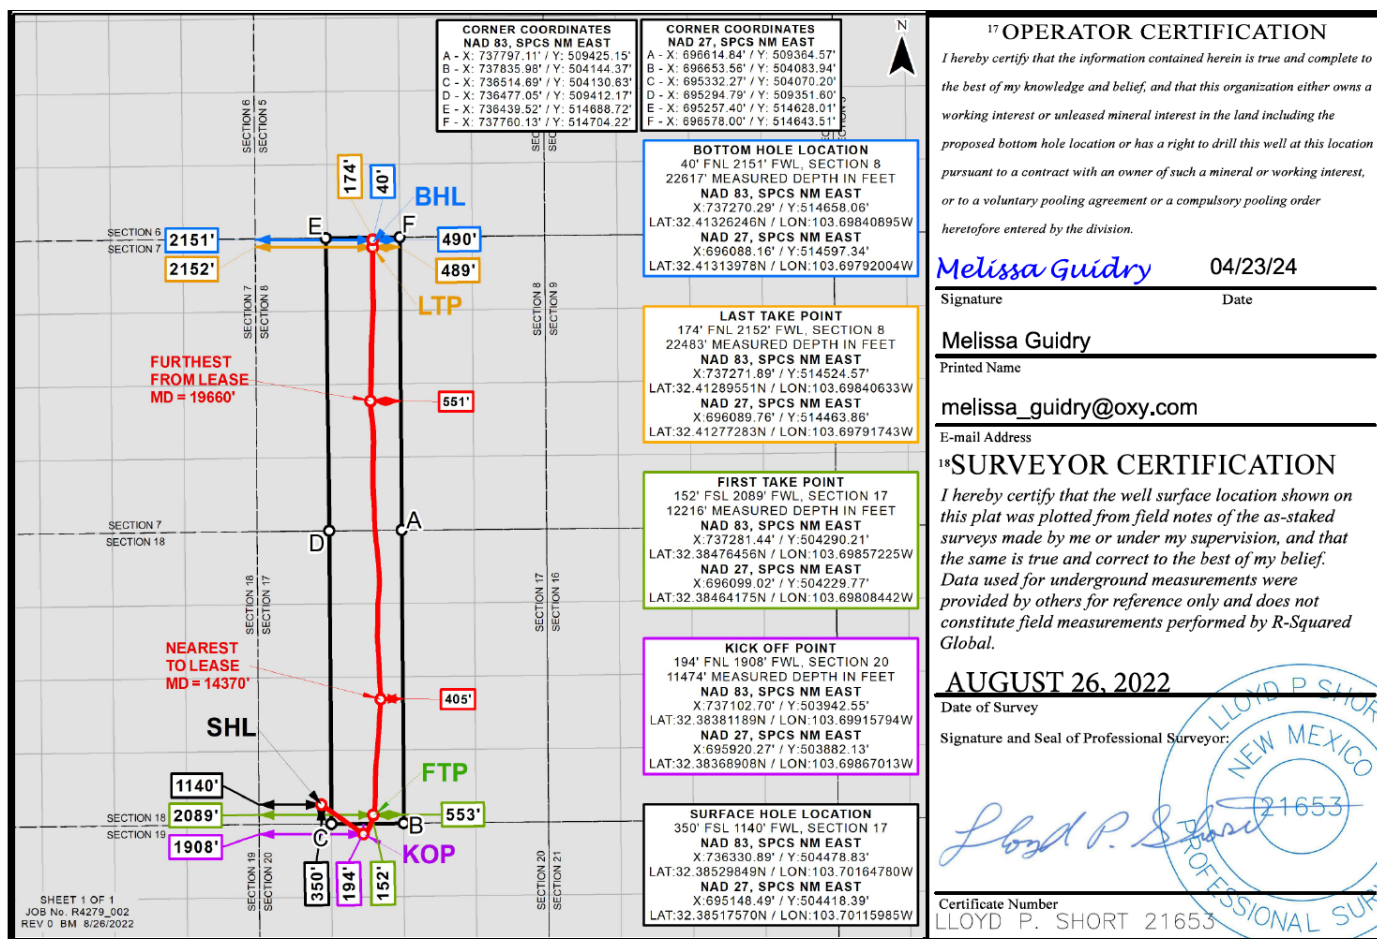 CORNER COORDINATES
NAD 83, SPCS NM EAST
A - X: 737797.11' / Y: 509425.15'
B - X: 737835.98' / Y: 504144.37'
C - X: 736514.69' / Y: 504130.63'
D - X: 736477.05' / Y: 509412.17'
E - X: 736439.52' / Y: 514688.72'
F - X: 737760.13' / Y: 514704.22'
CORNER COORDINATES
NAD 27, SPCS NM EAST
A - X: 696614.84' / Y: 509364.57'
B - X: 696653.56' / Y: 504083.94'
C - X: 695332.27' / Y: 504070.20'
D - X: 695294.79' / Y: 509351.60'
E - X: 695257.40' / Y: 514628.01'
F - X: 696578.00' / Y: 514643.51'
N
SECTION 6
SECTION 5
174'
40'
BHL
E
F
SECTION 6
SECTION 7
2151'
2152'
490'
489'
LTP
SECTION 7
SECTION 8
SECTION 8
SECTION 9
FURTHEST
FROM LEASE
MD = 19660'
551'
SECTION 7
SECTION 18
D
A
SECTION 18
SECTION 17
SECTION 17
SECTION 16
NEAREST
TO LEASE
MD = 14370'
405'
SHL
FTP
1140'
2089'
1908'
SECTION 18
SECTION 19
C
B
553'
KOP
SECTION 19
SECTION 20
350'
194'
152'
SECTION 20
SECTION 21
SHEET 1 OF 1
JOB No. R4279_002
REV 0 BM 8/26/2022
BOTTOM HOLE LOCATION
40' FNL 2151' FWL, SECTION 8
22617' MEASURED DEPTH IN FEET
NAD 83, SPCS NM EAST
X:737270.29' / Y:514658.06'
LAT:32.41326246N / LON:103.69840895W
NAD 27, SPCS NM EAST
X:696088.16' / Y:514597.34'
LAT:32.41313978N / LON:103.69792004W
LAST TAKE POINT
174' FNL 2152' FWL, SECTION 8
22483' MEASURED DEPTH IN FEET
NAD 83, SPCS NM EAST
X:737271.89' / Y:514524.57'
LAT:32.41289551N / LON:103.69840633W
NAD 27, SPCS NM EAST
X:696089.76' / Y:514463.86'
LAT:32.41277283N / LON:103.69791743W
FIRST TAKE POINT
152' FSL 2089' FWL, SECTION 17
12216' MEASURED DEPTH IN FEET
NAD 83, SPCS NM EAST
X:737281.44' / Y:504290.21'
LAT:32.38476456N / LON:103.69857225W
NAD 27, SPCS NM EAST
X:696099.02' / Y:504229.77'
LAT:32.38464175N / LON:103.69808442W
KICK OFF POINT
194' FNL 1908' FWL, SECTION 20
11474' MEASURED DEPTH IN FEET
NAD 83, SPCS NM EAST
X:737102.70' / Y:503942.55'
LAT:32.38381189N / LON:103.69915794W
NAD 27, SPCS NM EAST
X:695920.27' / Y:503882.13'
LAT:32.38368908N / LON:103.69867013W
SURFACE HOLE LOCATION
350' FSL 1140' FWL, SECTION 17
NAD 83, SPCS NM EAST
X:736330.89' / Y:504478.83'
LAT:32.38529849N / LON:103.70164780W
NAD 27, SPCS NM EAST
X:695148.49' / Y:504418.39'
LAT:32.38517570N / LON:103.70115985W
17 OPERATOR CERTIFICATION
I hereby certify that the information contained herein is true and complete to
the best of my knowledge and belief, and that this organization either owns a
working interest or unleased mineral interest in the land including the
proposed bottom hole location or has a right to drill this well at this location
pursuant to a contract with an owner of such a mineral or working interest,
or to a voluntary pooling agreement or a compulsory pooling order
heretofore entered by the division.
Melissa Guidry 04/23/24
Signature Date
Melissa Guidry
Printed Name
melissa_guidry@oxy.com
E-mail Address
18 SURVEYOR CERTIFICATION
I hereby certify that the well surface location shown on
this plat was plotted from field notes of the as-staked
surveys made by me or under my supervision, and that
the same is true and correct to the best of my belief.
Data used for underground measurements were
provided by others for reference only and does not
constitute field measurements performed by R-Squared
Global.
AUGUST 26, 2022
Date of Survey
Signature and Seal of Professional Surveyor:
LLOYD P SHOR
NEW MEXICO
21653
PROFESSIONAL SU
Lloyd P. Short
Certificate Number
LLOYD P. SHORT 21653